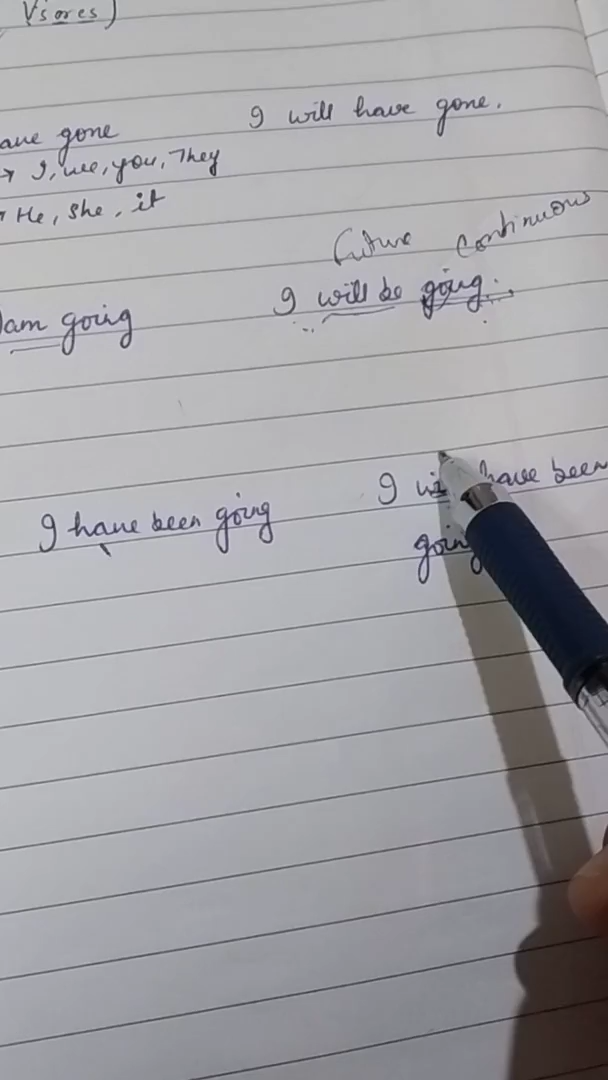 V(s or es)
ave gone
I will have gone.
→ I, we, you, They
→ He, She, it
Future continuous
I will be going.
am going
I have been going
I have been
going